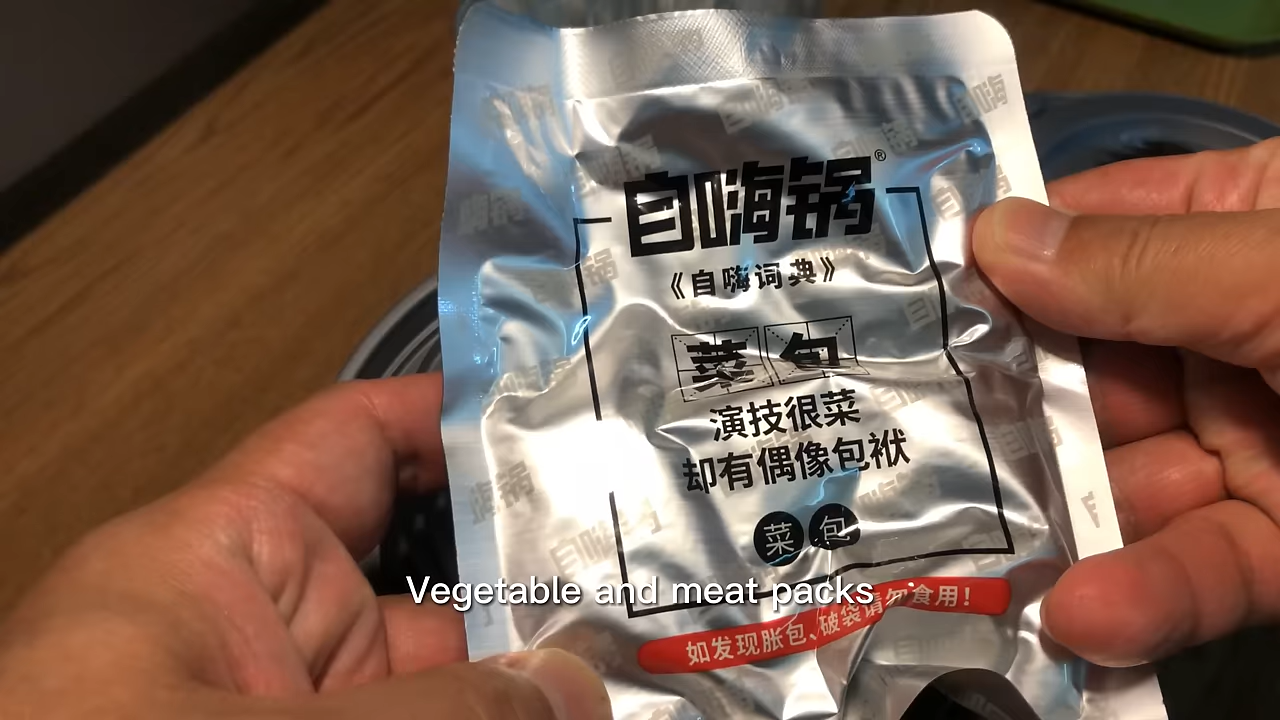 自嗨锅®
《自嗨词典》
菜包
演技很菜
却有偶像包袱
菜包
Vegetable and meat packs
如发现胀包、破袋请勿食用!